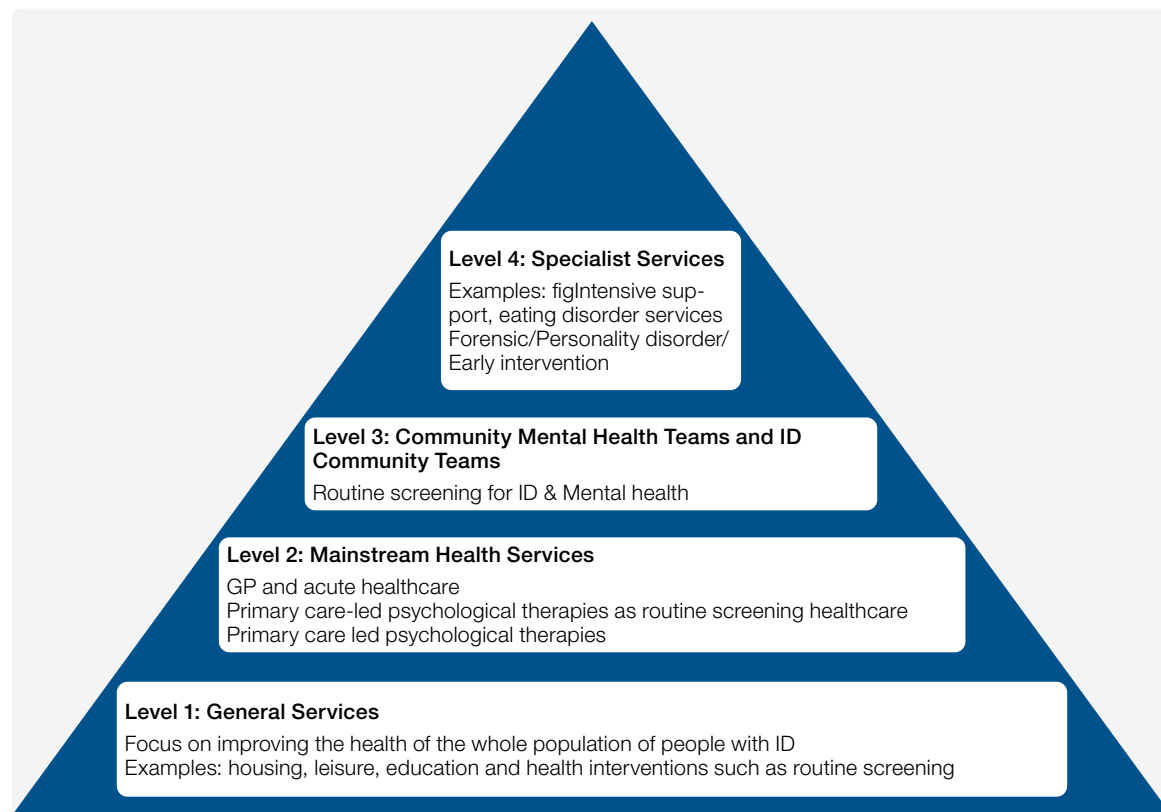 Level 4: Specialist Services
Examples: figIntensive sup-
port, eating disorder services
Forensic/Personality disorder/
Early intervention
Level 3: Community Mental Health Teams and ID
Community Teams
Routine screening for ID & Mental health
Level 2: Mainstream Health Services
GP and acute healthcare
Primary care-led psychological therapies as routine screening healthcare
Primary care led psychological therapies
Level 1: General Services
Focus on improving the health of the whole population of people with ID
Examples: housing, leisure, education and health interventions such as routine screening